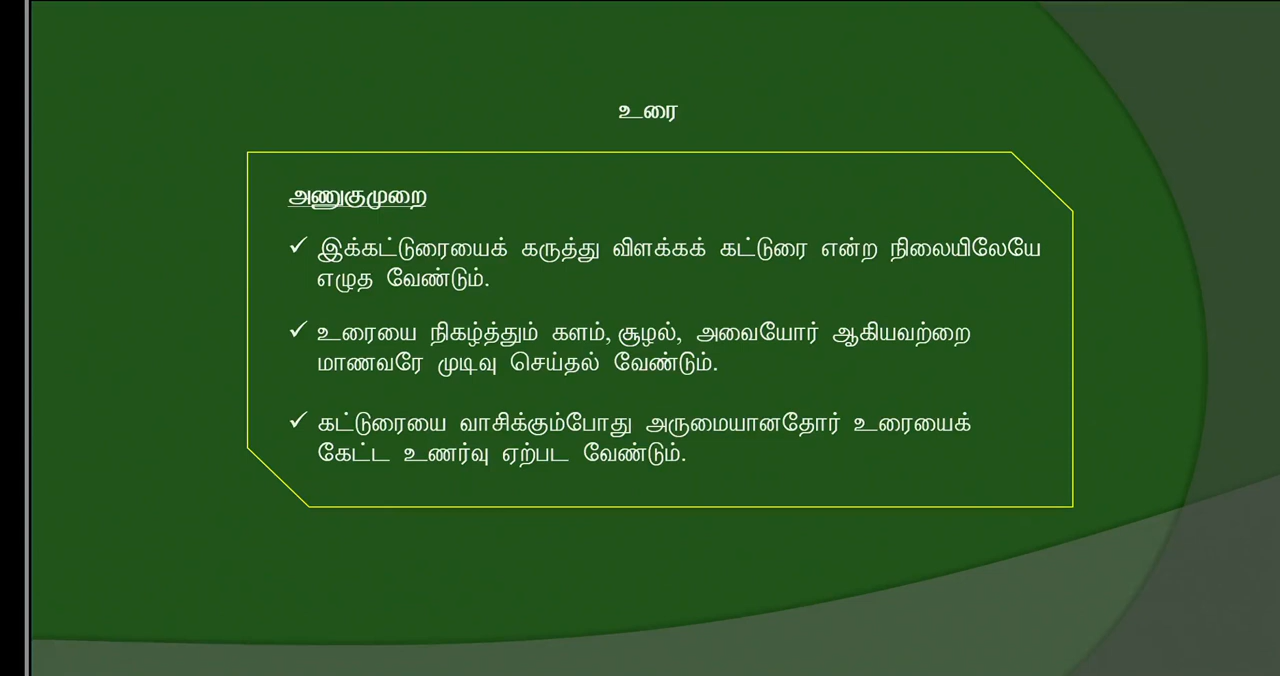 உரை
அணுகுமுறை
✓ இக்கட்டுரையைக் கருத்து விளக்கக் கட்டுரை என்ற நிலையிலேயே
எழுத வேண்டும்.
✓ உரையை நிகழ்த்தும் களம், சூழல், அவையோர் ஆகியவற்றை
மாணவரே முடிவு செய்தல் வேண்டும்.
✓ கட்டுரையை வாசிக்கும்போது அருமையானதோர் உரையைக்
கேட்ட உணர்வு ஏற்பட வேண்டும்.